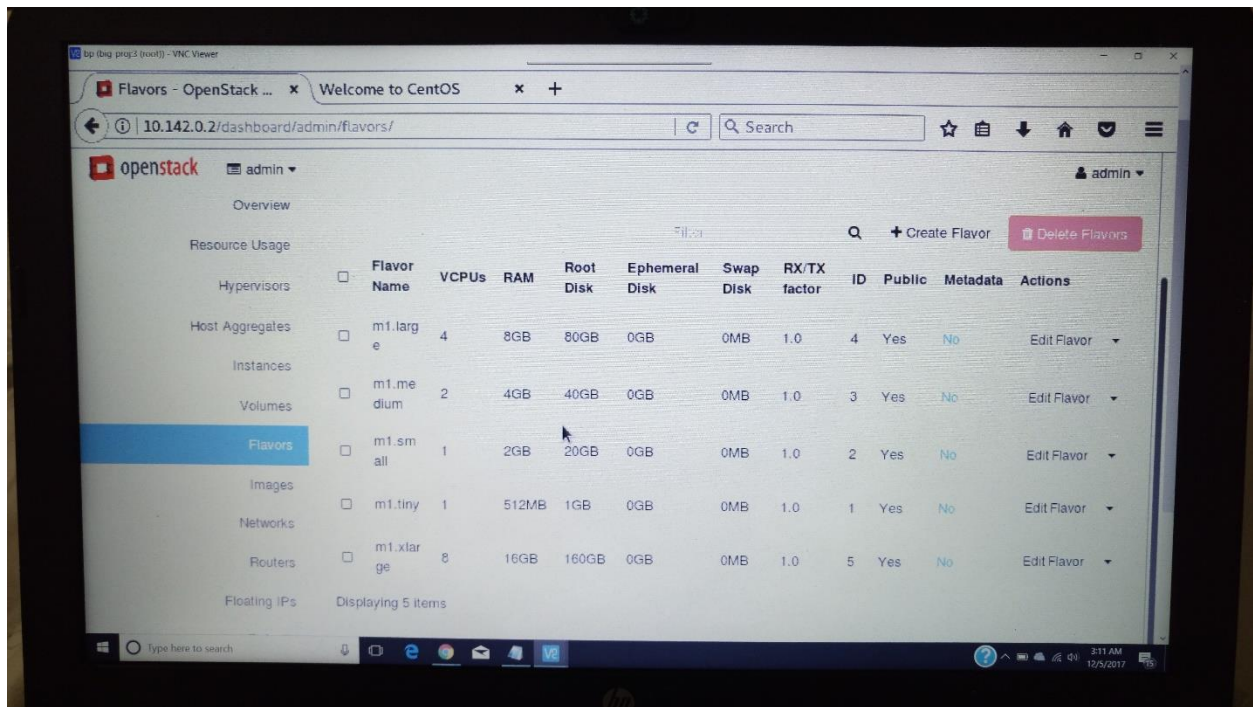 bp (big proj:3 (root)) - VNC Viewer
Flavors - OpenStack ... × Welcome to CentOS × +
10.142.0.2/dashboard/admin/flavors/ Search
openstack admin admin
Overview
Resource Usage
Hypervisors
Host Aggregates
Instances
Volumes
Flavors
Images
Networks
Routers
Floating IPs
Filter + Create Flavor Delete Flavors
Flavor Name VCPUs RAM Root Disk Ephemeral Disk Swap Disk RX/TX factor ID Public Metadata Actions
m1.large 4 8GB 80GB 0GB 0MB 1.0 4 Yes No Edit Flavor
m1.medium 2 4GB 40GB 0GB 0MB 1.0 3 Yes No Edit Flavor
m1.small 1 2GB 20GB 0GB 0MB 1.0 2 Yes No Edit Flavor
m1.tiny 1 512MB 1GB 0GB 0MB 1.0 1 Yes No Edit Flavor
m1.xlarge 8 16GB 160GB 0GB 0MB 1.0 5 Yes No Edit Flavor
Displaying 5 items
Type here to search
3:11 AM
12/5/2017
15
hp